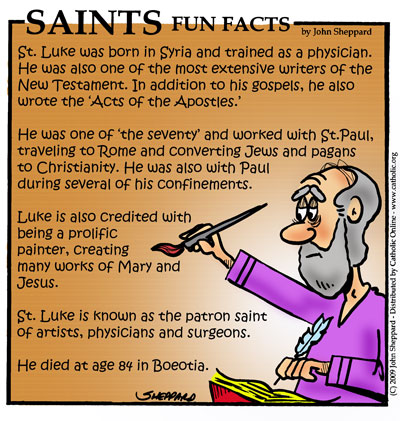 SAINTS FUN FACTS
by John Sheppard
St. Luke was born in Syria and trained as a physician.
He was also one of the most extensive writers of the
New Testament. In addition to his gospels, he also
wrote the 'Acts of the Apostles.'
He was one of 'the seventy' and worked with St.Paul,
traveling to Rome and converting Jews and pagans
to Christianity. He was also with Paul
during several of his confinements.
Luke is also credited with
being a prolific
painter, creating
many works of Mary and
Jesus.
St. Luke is known as the patron saint
of artists, physicians and surgeons.
He died at age 84 in Boeotia.
SHEPPARD
(C) 2009 John Sheppard - Distributed by Catholic Online - www.catholic.org